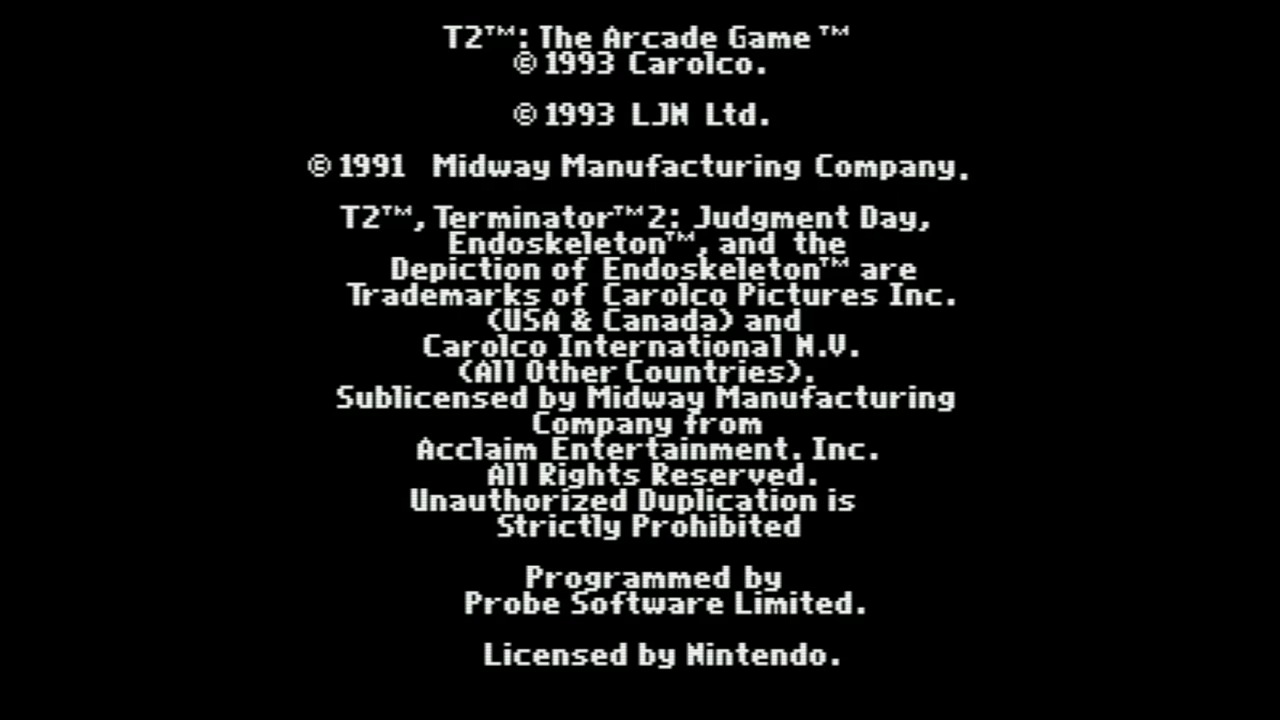 T2™: The Arcade Game ™
© 1993 Carolco.
© 1993 LJN Ltd.
© 1991 Midway Manufacturing Company.
T2™, Terminator™2: Judgment Day,
Endoskeleton™, and the
Depiction of Endoskeleton™ are
Trademarks of Carolco Pictures Inc.
(USA & Canada) and
Carolco International N.V.
(All Other Countries).
Sublicensed by Midway Manufacturing
Company from
Acclaim Entertainment. Inc.
All Rights Reserved.
Unauthorized Duplication is
Strictly Prohibited
Programmed by
Probe Software Limited.
Licensed by Nintendo.